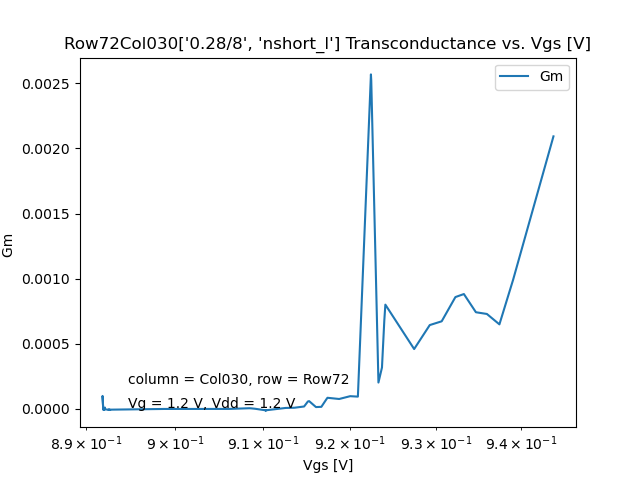 Row72Col030['0.28/8', 'nshort_l'] Transconductance vs. Vgs [V]
Gm
0.0025
0.0020
0.0015
0.0010
0.0005
0.0000
Gm
column = Col030, row = Row72
Vg = 1.2 V, Vdd = 1.2 V
8.9 × 10⁻¹ 9 × 10⁻¹ 9.1 × 10⁻¹ 9.2 × 10⁻¹ 9.3 × 10⁻¹ 9.4 × 10⁻¹
Vgs [V]